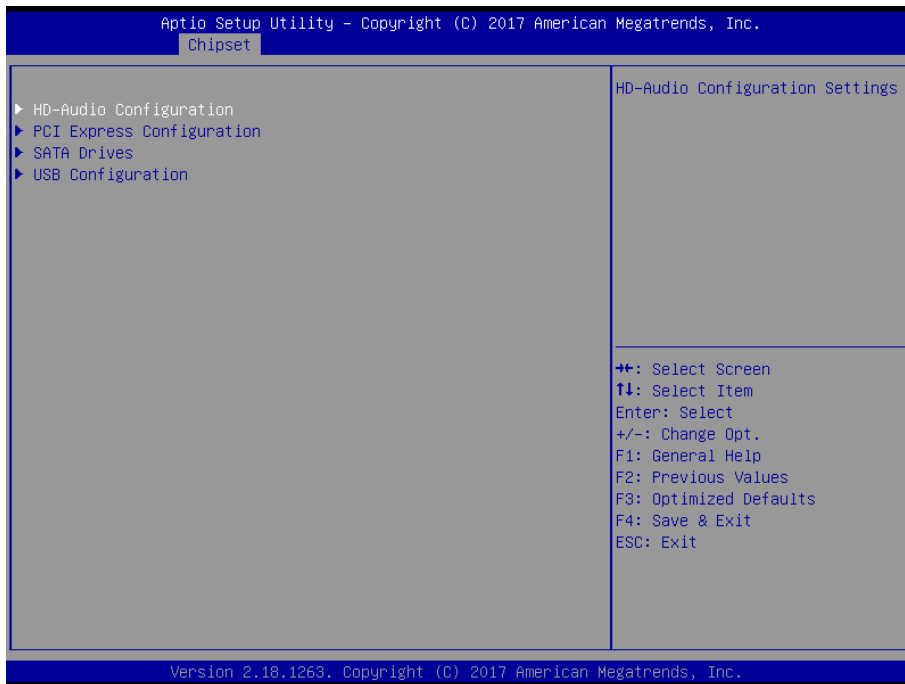 Aptio Setup Utility – Copyright (C) 2017 American Megatrends, Inc.
Chipset
▶ HD-Audio Configuration
▶ PCI Express Configuration
▶ SATA Drives
▶ USB Configuration
HD-Audio Configuration Settings
→←: Select Screen
↑↓: Select Item
Enter: Select
+/-: Change Opt.
F1: General Help
F2: Previous Values
F3: Optimized Defaults
F4: Save & Exit
ESC: Exit
Version 2.18.1263. Copyright (C) 2017 American Megatrends, Inc.